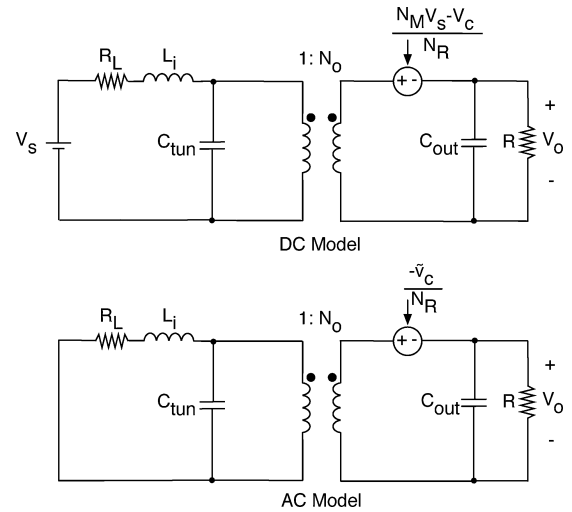 N_M V_s - V_c
N_R
R_L L_i 1: N_o
+ -
+
V_s C_tun C_out R V_o
-
DC Model
-ṽ_c
N_R
R_L L_i 1: N_o
+ -
+
C_tun C_out R V_o
-
AC Model